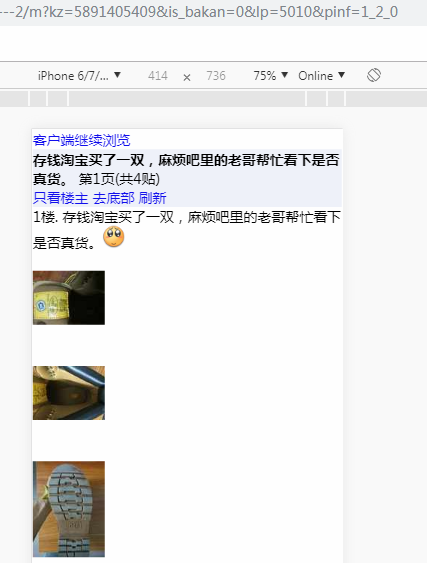 ---2/m?kz=5891405409&is_bakan=0&lp=5010&pinf=1_2_0
iPhone 6/7/... ▼ 414 × 736 75% ▼ Online ▼
客户端继续浏览
存钱淘宝买了一双，麻烦吧里的老哥帮忙看下是否
真货。 第1页(共4贴)
只看楼主 去底部 刷新
1楼. 存钱淘宝买了一双，麻烦吧里的老哥帮忙看下
是否真货。